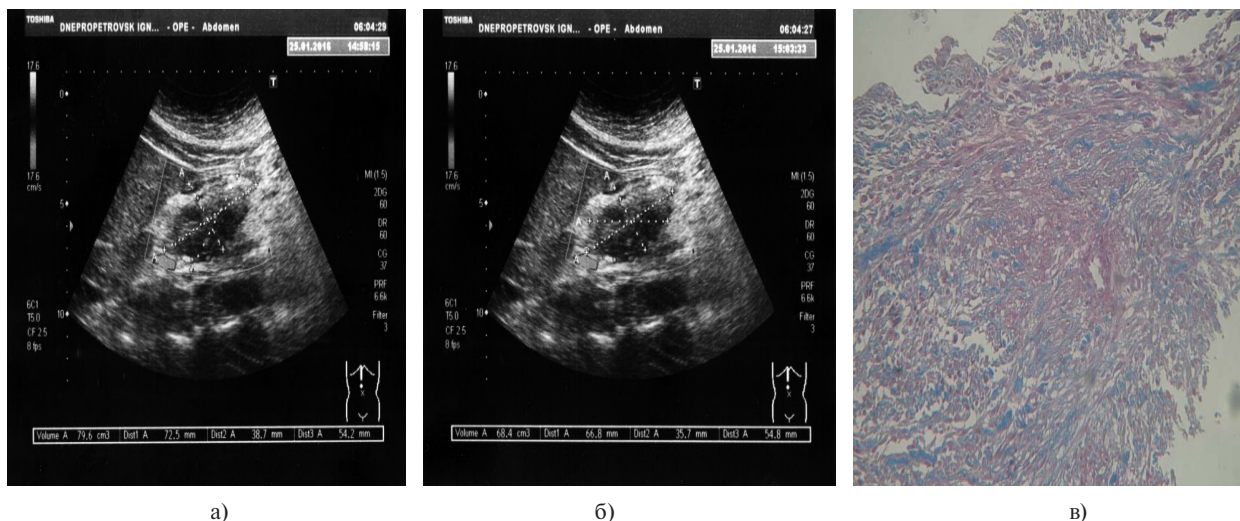 TOSHIBA
DNEPROPETROVSK IGN... - OPE - Abdomen
06:04:29
25.01.2016 14:58:15
T
17.6
17.6
cm/s
0
5
10
A
A
A
MI (1.5)
2DG
60
DR
60
CG
37
PRF
6.6k
Filter
3
6C1
T5.0
CF 2.5
8 fps
Volume A 79,6 cm3 Dist1 A 72.5 mm Dist2 A 38.7 mm Dist3 A 54.2 mm
а)
TOSHIBA
DNEPROPETROVSK IGN... - OPE - Abdomen
06:04:27
25.01.2016 15:03:33
T
17.6
17.6
cm/s
0
5
10
A
A
A
MI (1.5)
2DG
60
DR
60
CG
37
PRF
6.6k
Filter
3
6C1
T5.0
CF 2.5
8 fps
Volume A 68,4 cm3 Dist1 A 66.8 mm Dist2 A 35.7 mm Dist3 A 54.8 mm
б)
в)